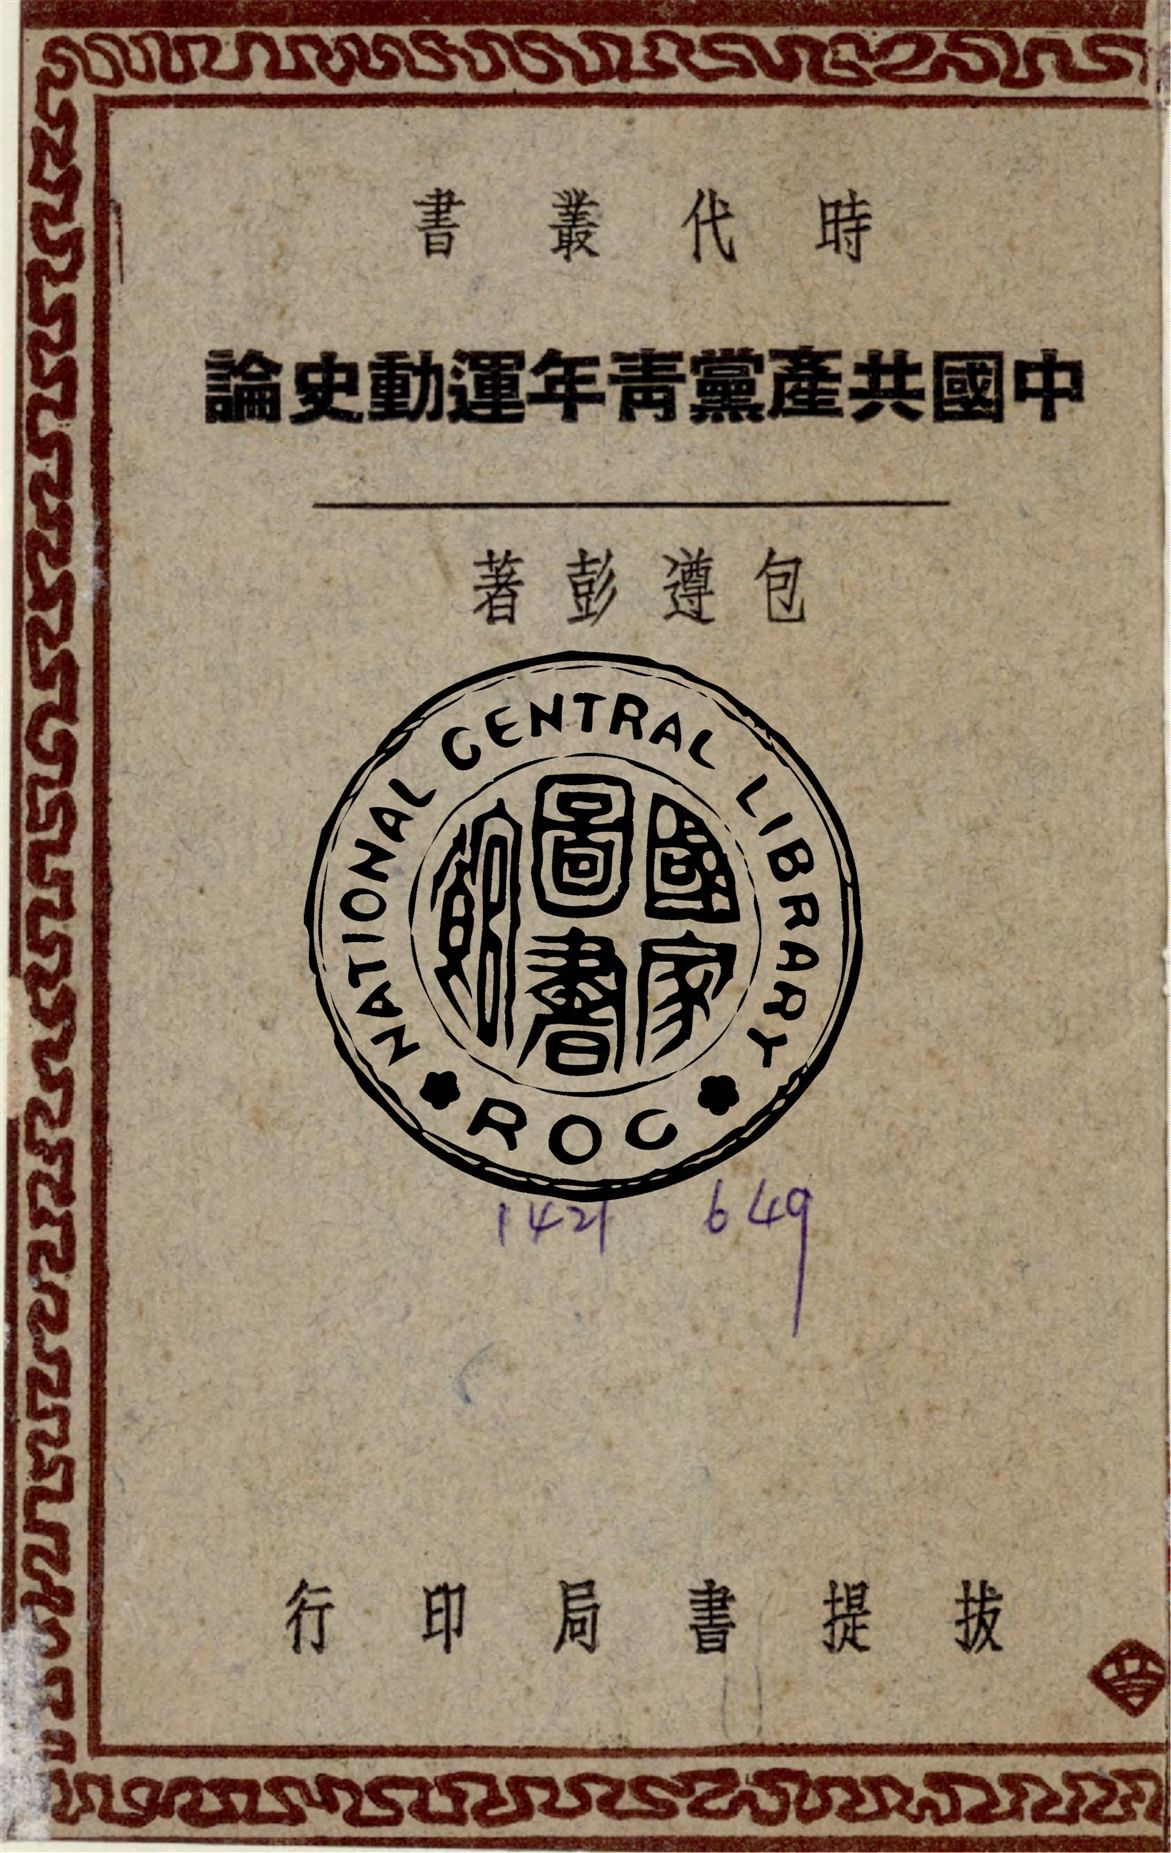 時代叢書
中國共產黨青年運動史論
包遵彭著
NATIONAL CENTRAL LIBRARY
國家圖書館
ROC
1421 649
拔提書局印行